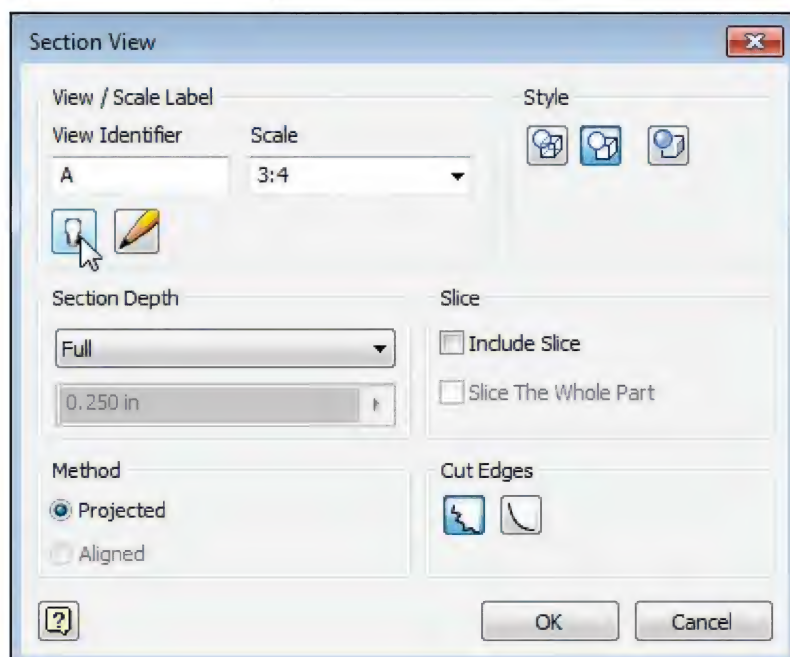 Section View
View / Scale Label
Style
View Identifier
Scale
A
3:4
Section Depth
Slice
Full
Include Slice
0.250 in
Slice The Whole Part
Method
Cut Edges
Projected
Aligned
?
OK
Cancel